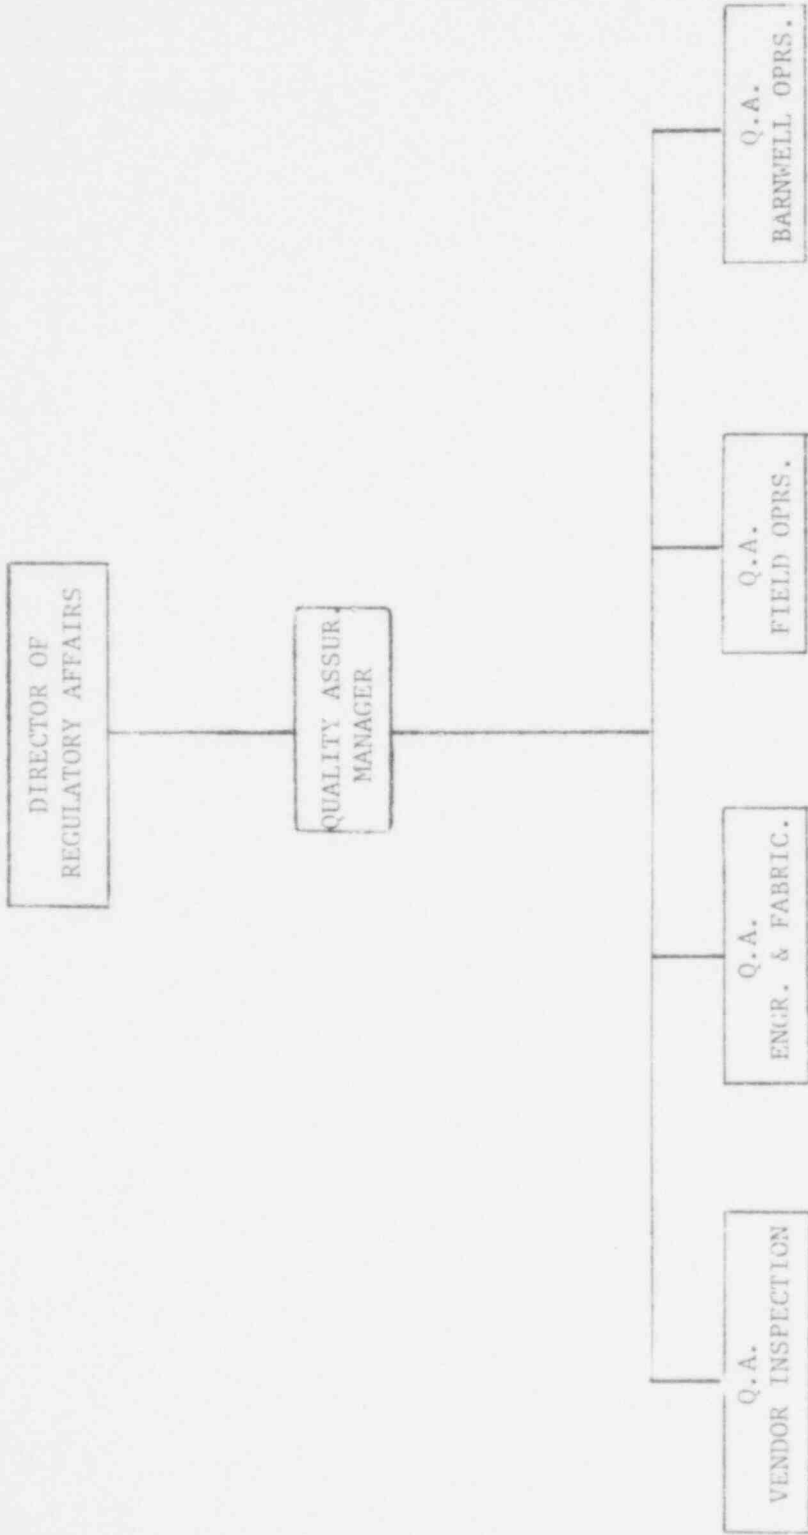 DIRECTOR OF
REGULATORY AFFAIRS
QUALITY ASSUR.
MANAGER
Q.A.
VENDOR INSPECTION
Q.A.
ENGR. & FABRIC.
Q.A.
FIELD OPRS.
Q.A.
BARNWELL OPRS.